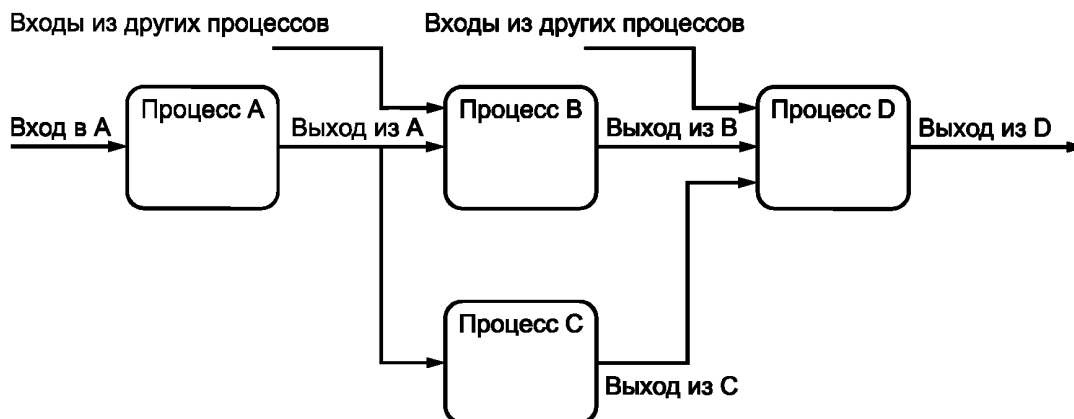 Входы из других процессов
Входы из других процессов
Процесс A
Процесс B
Процесс D
Вход в A
Выход из A
Выход из B
Выход из D
Процесс C
Выход из C